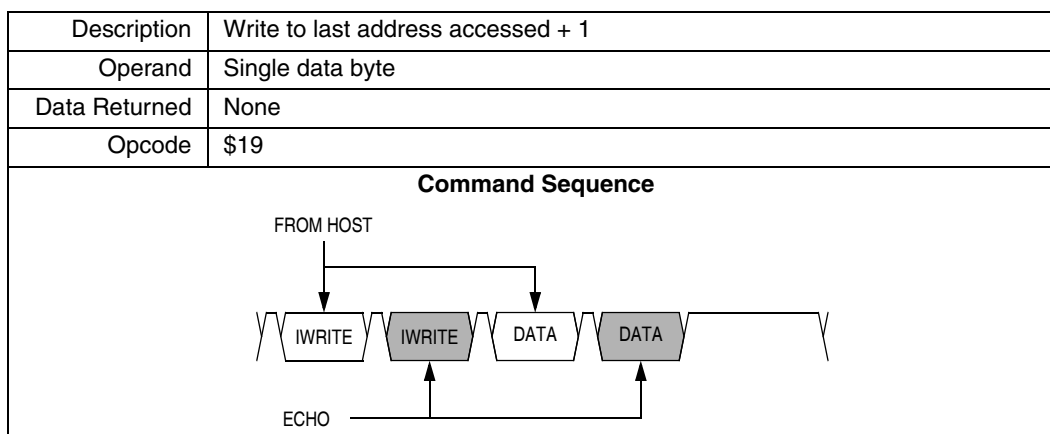 Description Write to last address accessed + 1
Operand Single data byte
Data Returned None
Opcode $19
Command Sequence
FROM HOST
IWRITE IWRITE DATA DATA
ECHO